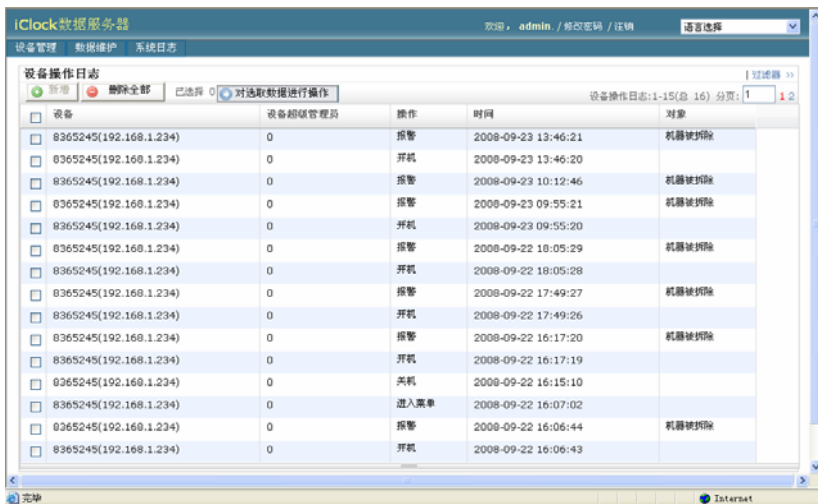 iClock数据服务器 欢迎， admin. /修改密码 /注销 语言选择
设备管理 数据维护 系统日志
设备操作日志 | 过滤器 »
新增 删除全部 已选择 0 对选取数据进行操作 设备操作日志:1-15(总 16) 分页: 1 1 2
设备 设备超级管理员 操作 时间 对象
8365245(192.168.1.234) 0 报警 2008-09-23 13:46:21 机器被拆除
8365245(192.168.1.234) 0 开机 2008-09-23 13:46:20
8365245(192.168.1.234) 0 报警 2008-09-23 10:12:46 机器被拆除
8365245(192.168.1.234) 0 报警 2008-09-23 09:55:21 机器被拆除
8365245(192.168.1.234) 0 开机 2008-09-23 09:55:20
8365245(192.168.1.234) 0 报警 2008-09-22 18:05:29 机器被拆除
8365245(192.168.1.234) 0 开机 2008-09-22 18:05:28
8365245(192.168.1.234) 0 报警 2008-09-22 17:49:27 机器被拆除
8365245(192.168.1.234) 0 开机 2008-09-22 17:49:26
8365245(192.168.1.234) 0 报警 2008-09-22 16:17:20 机器被拆除
8365245(192.168.1.234) 0 开机 2008-09-22 16:17:19
8365245(192.168.1.234) 0 关机 2008-09-22 16:15:10
8365245(192.168.1.234) 0 进入菜单 2008-09-22 16:07:02
8365245(192.168.1.234) 0 报警 2008-09-22 16:06:44 机器被拆除
8365245(192.168.1.234) 0 开机 2008-09-22 16:06:43
完毕 Internet